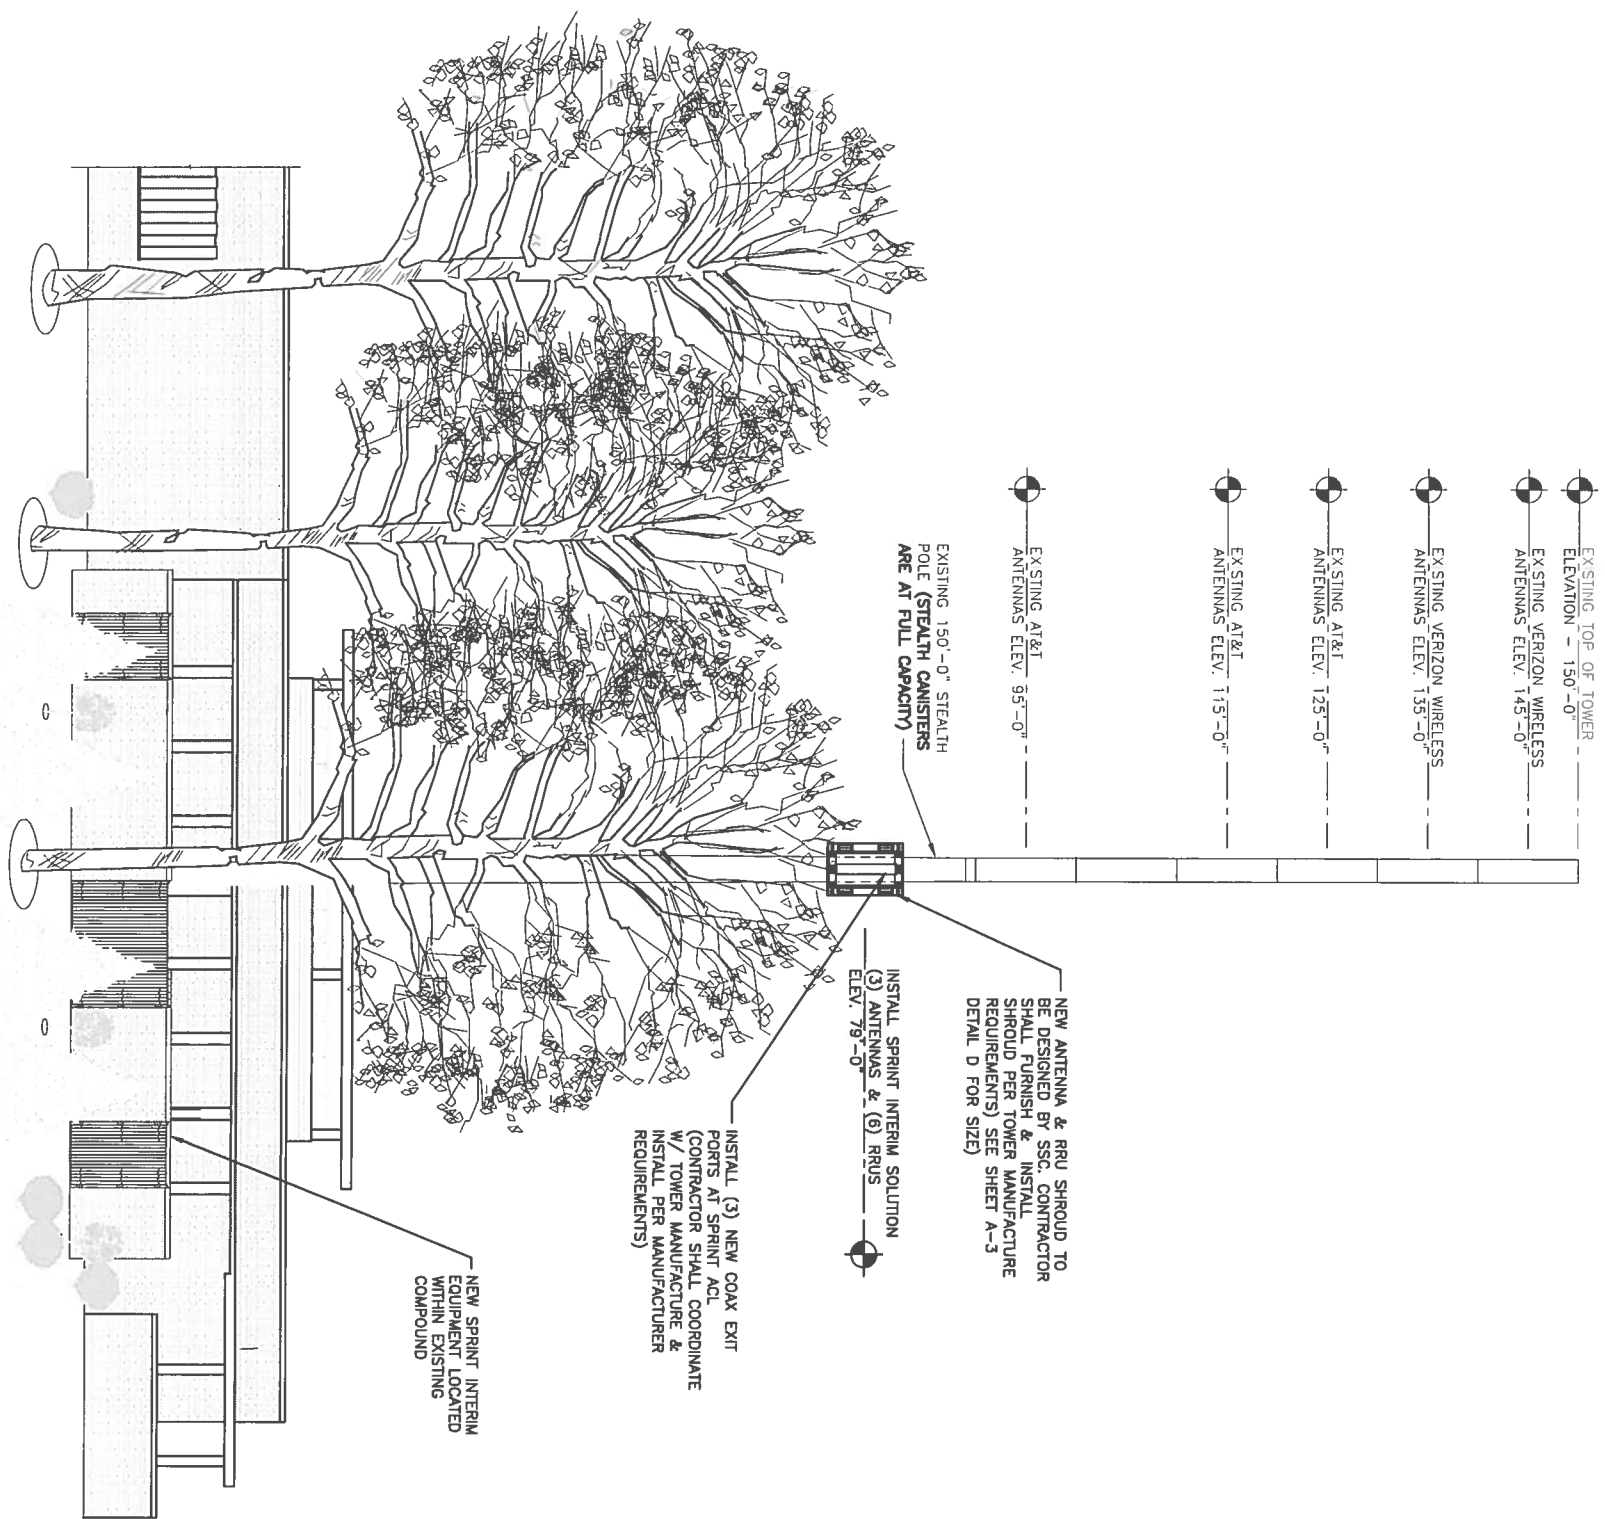 EXISTING TOP OF TOWER
ELEVATION - 150'-0"
EXISTING VERIZON WIRELESS
ANTENNAS ELEV. 145'-0"
EXISTING VERIZON WIRELESS
ANTENNAS ELEV. 135'-0"
EXISTING AT&T
ANTENNAS ELEV. 125'-0"
EXISTING AT&T
ANTENNAS ELEV. 115'-0"
EXISTING AT&T
ANTENNAS ELEV. 95'-0"
EXISTING 150'-0" STEALTH
POLE (STEALTH CANISTERS
ARE AT FULL CAPACITY)
NEW ANTENNA & RRU SHROUD TO
BE DESIGNED BY SSC. CONTRACTOR
SHALL FURNISH & INSTALL
SHROUD PER TOWER MANUFACTURE
REQUIREMENTS) SEE SHEET A-3
DETAIL D FOR SIZE)
INSTALL SPRINT INTERIM SOLUTION
(3) ANTENNAS & (6) RRUS
ELEV. 79'-0"
INSTALL (3) NEW COAX EXIT
PORTS AT SPRINT ACL
(CONTRACTOR SHALL COORDINATE
W/ TOWER MANUFACTURE &
INSTALL PER MANUFACTURER
REQUIREMENTS)
NEW SPRINT INTERIM
EQUIPMENT LOCATED
WITHIN EXISTING
COMPOUND